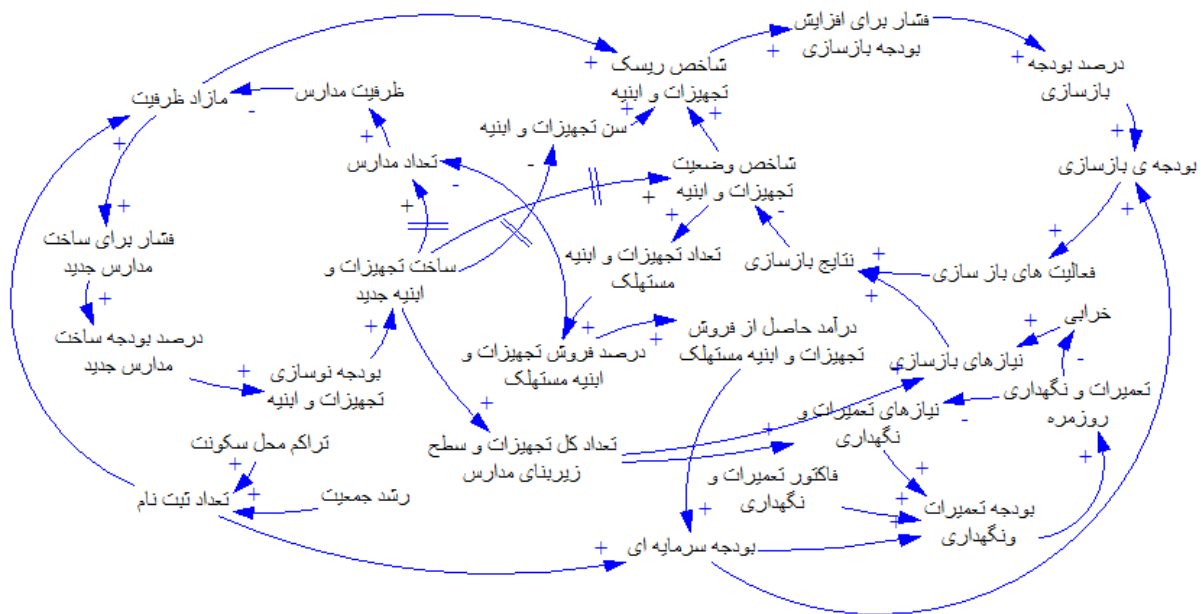 فشار برای افزایش
بودجه بازسازی
درصد بودجه
بازسازی
شاخص ریسک
تجهیزات و ابنیه
ظرفیت مدارس
مازاد ظرفیت
سن تجهیزات و ابنیه
تعداد مدارس
شاخص وضعیت
تجهیزات و ابنیه
بودجه ی بازسازی
فشار برای ساخت
مدارس جدید
ساخت تجهیزات و
ابنیه جدید
تعداد تجهیزات و ابنیه
مستهلک
نتایج بازسازی
فعالیت های باز سازی
خرابی
درصد بودجه ساخت
مدارس جدید
بودجه نوسازی
تجهیزات و ابنیه
درصد فروش تجهیزات و
ابنیه مستهلک
درآمد حاصل از فروش
تجهیزات و ابنیه مستهلک
نیازهای بازسازی
تعمیرات و نگهداری
روزمره
نیازهای تعمیرات و
نگهداری
تراکم محل سکونت
تعداد کل تجهیزات و سطح
زیربنای مدارس
فاکتور تعمیرات و
نگهداری
تعداد ثبت نام
رشد جمعیت
بودجه تعمیرات
ونگهداری
بودجه سرمایه ای